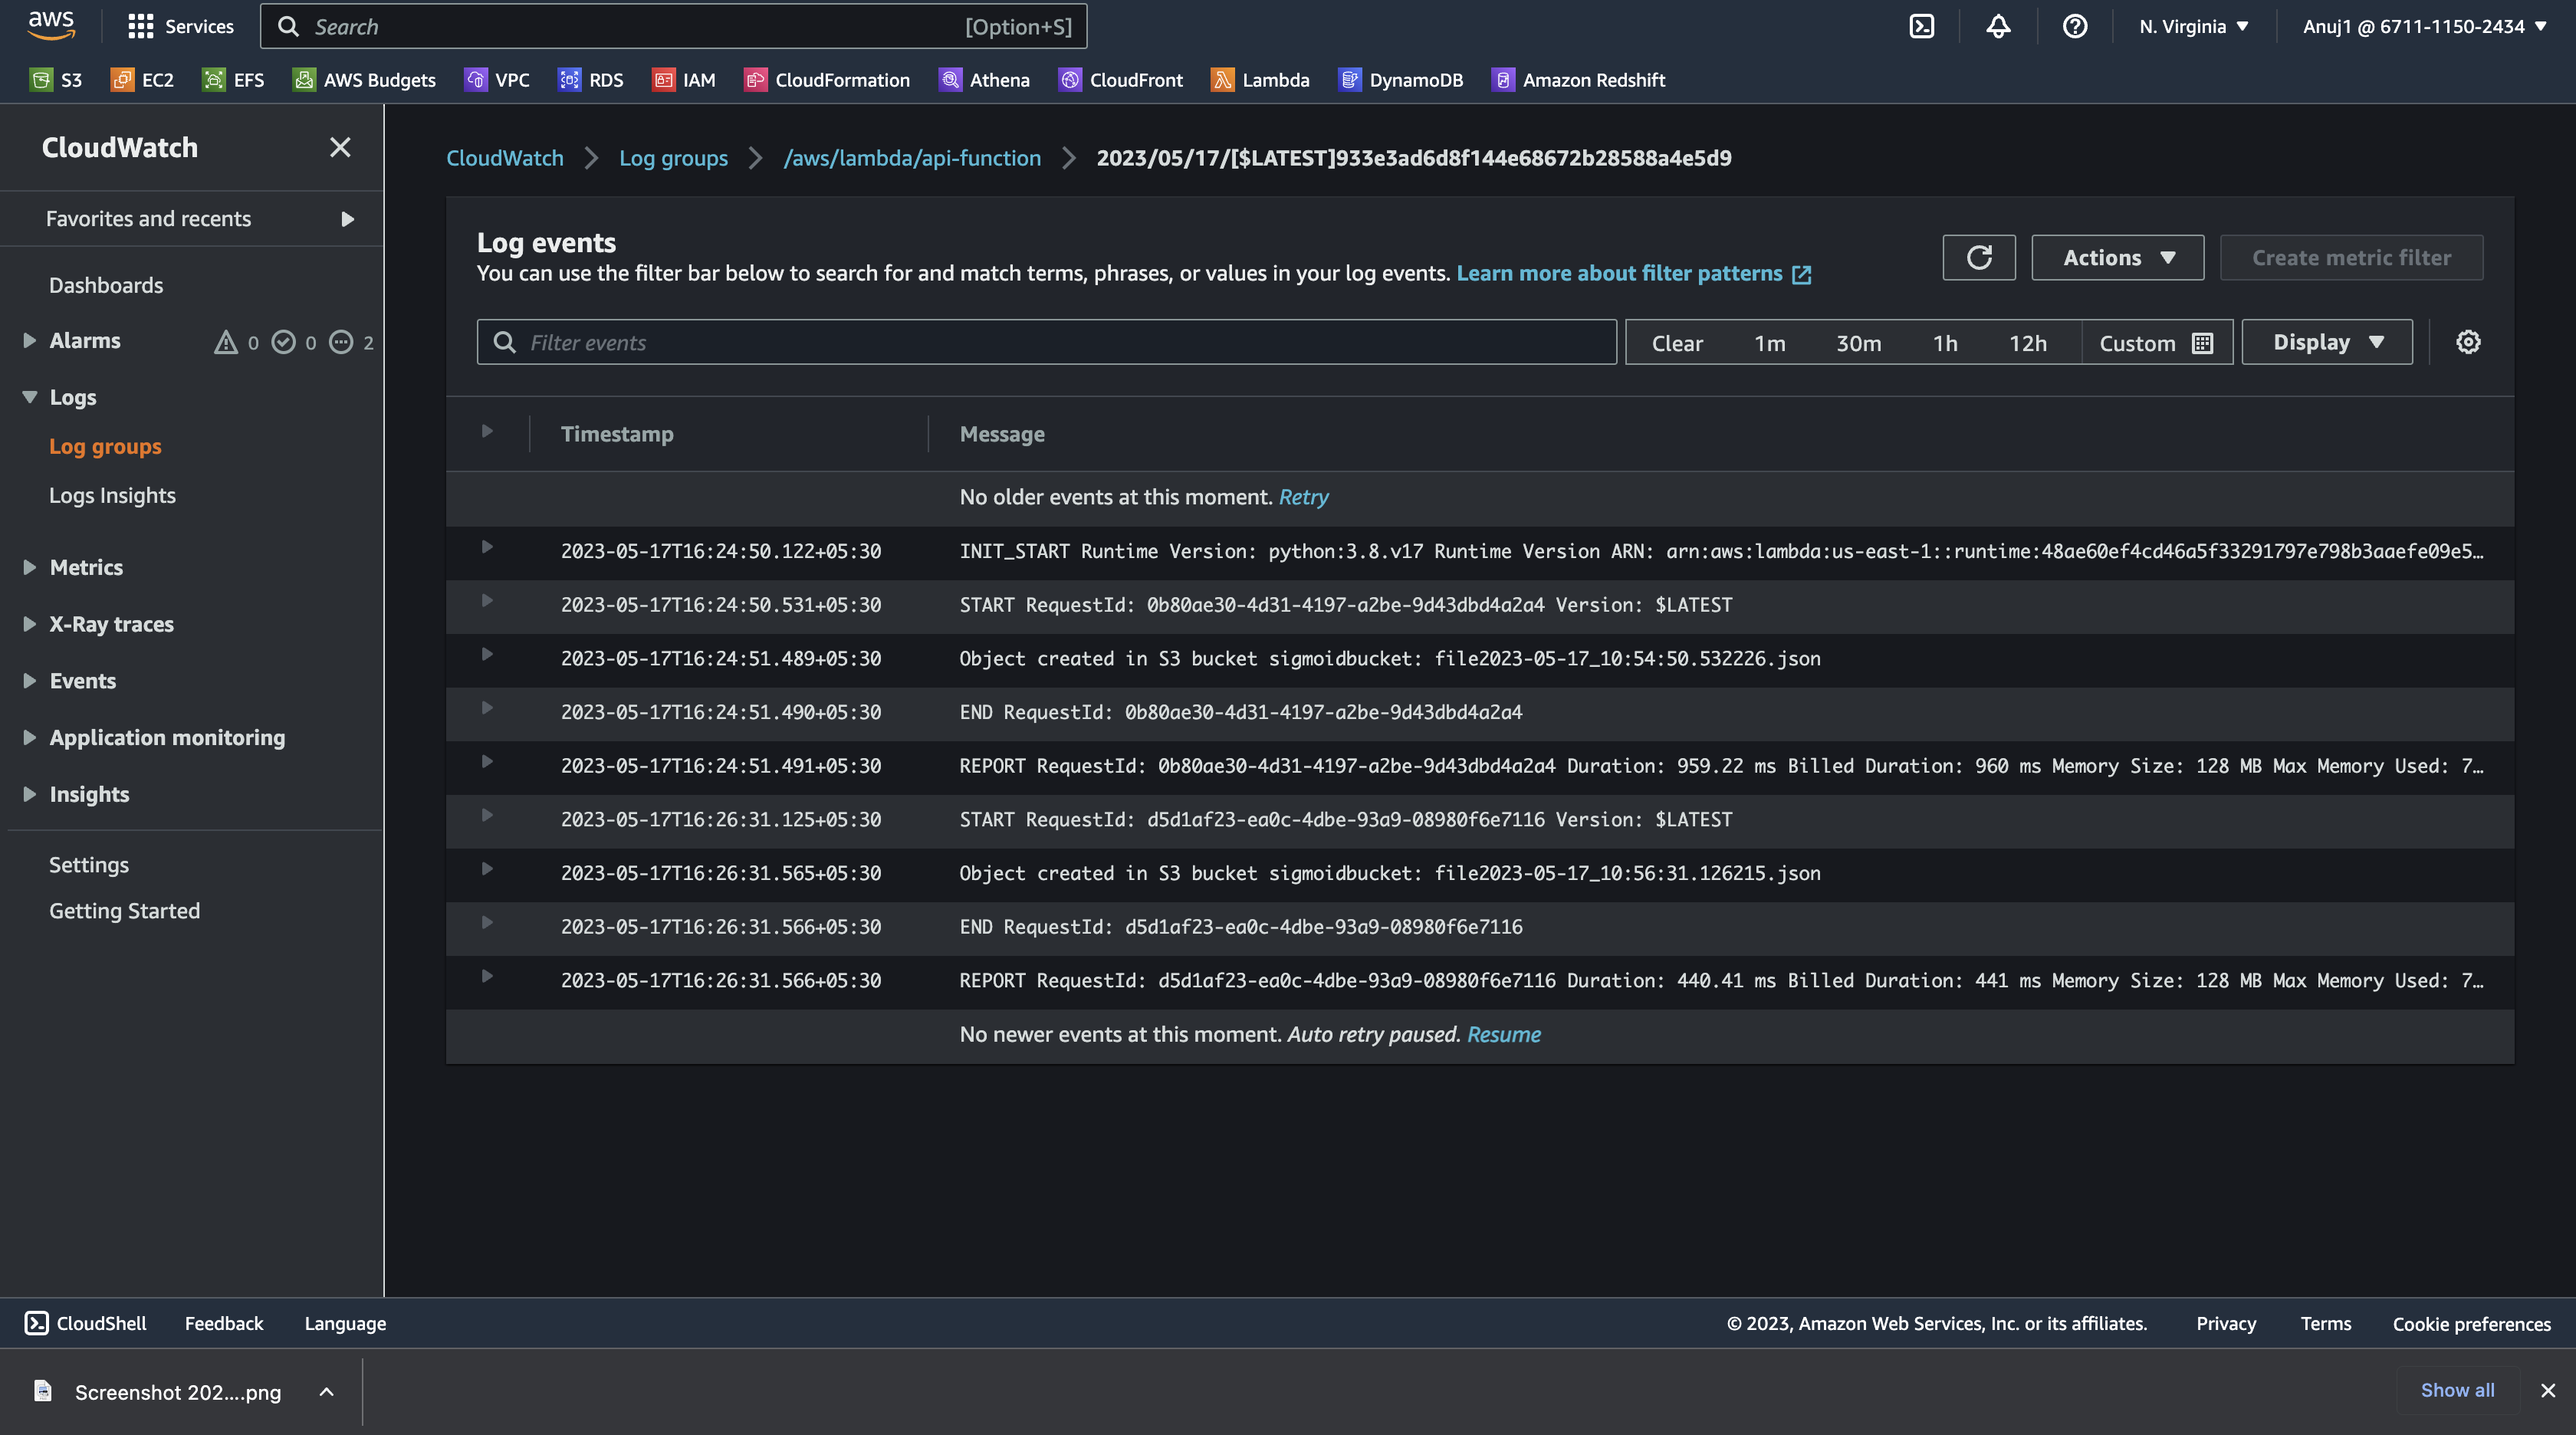 aws
Services
Search [Option+S]
N. Virginia
Anuj1 @ 6711-1150-2434
S3 EC2 EFS AWS Budgets VPC RDS IAM CloudFormation Athena CloudFront Lambda DynamoDB Amazon Redshift
CloudWatch
Favorites and recents
Dashboards
Alarms 0 0 2
Logs
Log groups
Logs Insights
Metrics
X-Ray traces
Events
Application monitoring
Insights
Settings
Getting Started
CloudWatch Log groups /aws/lambda/api-function 2023/05/17/[$LATEST]933e3ad6d8f144e68672b28588a4e5d9
Log events
You can use the filter bar below to search for and match terms, phrases, or values in your log events. Learn more about filter patterns
Actions
Create metric filter
Filter events
Clear 1m 30m 1h 12h Custom
Display
Timestamp Message
No older events at this moment. Retry
2023-05-17T16:24:50.122+05:30 INIT_START Runtime Version: python:3.8.v17 Runtime Version ARN: arn:aws:lambda:us-east-1::runtime:48ae60ef4cd46a5f33291797e798b3aaefe09e5…
2023-05-17T16:24:50.531+05:30 START RequestId: 0b80ae30-4d31-4197-a2be-9d43dbd4a2a4 Version: $LATEST
2023-05-17T16:24:51.489+05:30 Object created in S3 bucket sigmoidbucket: file2023-05-17_10:54:50.532226.json
2023-05-17T16:24:51.490+05:30 END RequestId: 0b80ae30-4d31-4197-a2be-9d43dbd4a2a4
2023-05-17T16:24:51.491+05:30 REPORT RequestId: 0b80ae30-4d31-4197-a2be-9d43dbd4a2a4 Duration: 959.22 ms Billed Duration: 960 ms Memory Size: 128 MB Max Memory Used: 7…
2023-05-17T16:26:31.125+05:30 START RequestId: d5d1af23-ea0c-4dbe-93a9-08980f6e7116 Version: $LATEST
2023-05-17T16:26:31.565+05:30 Object created in S3 bucket sigmoidbucket: file2023-05-17_10:56:31.126215.json
2023-05-17T16:26:31.566+05:30 END RequestId: d5d1af23-ea0c-4dbe-93a9-08980f6e7116
2023-05-17T16:26:31.566+05:30 REPORT RequestId: d5d1af23-ea0c-4dbe-93a9-08980f6e7116 Duration: 440.41 ms Billed Duration: 441 ms Memory Size: 128 MB Max Memory Used: 7…
No newer events at this moment. Auto retry paused. Resume
CloudShell Feedback Language
© 2023, Amazon Web Services, Inc. or its affiliates. Privacy Terms Cookie preferences
Screenshot 202....png
Show all